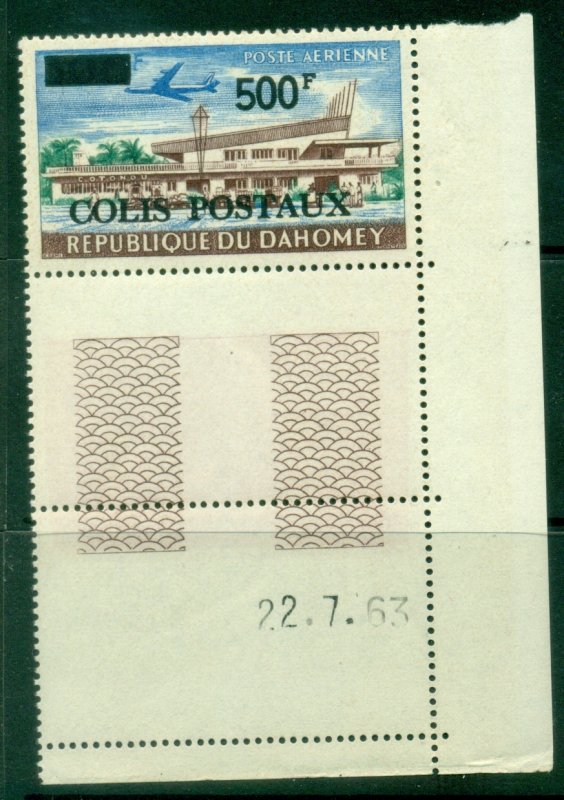 POSTE AERIENNE
500F
COTONOU
COLIS POSTAUX
REPUBLIQUE DU DAHOMEY
22.7.63